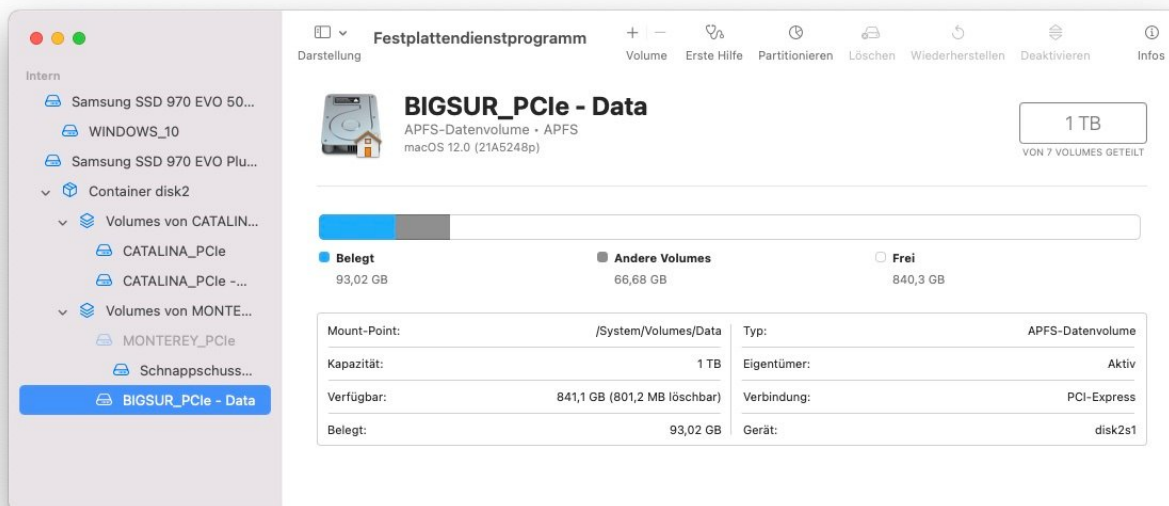 Festplattendienstprogramm
Darstellung
Volume
Erste Hilfe
Partitionieren
Löschen
Wiederherstellen
Deaktivieren
Infos
Intern
Samsung SSD 970 EVO 50...
WINDOWS_10
Samsung SSD 970 EVO Plu...
Container disk2
Volumes von CATALIN...
CATALINA_PCIe
CATALINA_PCIe -...
Volumes von MONTE...
MONTEREY_PCIe
Schnappschuss...
BIGSUR_PCIe - Data
BIGSUR_PCIe - Data
APFS-Datenvolume • APFS
macOS 12.0 (21A5248p)
1 TB
VON 7 VOLUMES GETEILT
Belegt
93,02 GB
Andere Volumes
66,68 GB
Frei
840,3 GB
Mount-Point: /System/Volumes/Data
Kapazität: 1 TB
Verfügbar: 841,1 GB (801,2 MB löschbar)
Belegt: 93,02 GB
Typ: APFS-Datenvolume
Eigentümer: Aktiv
Verbindung: PCI-Express
Gerät: disk2s1